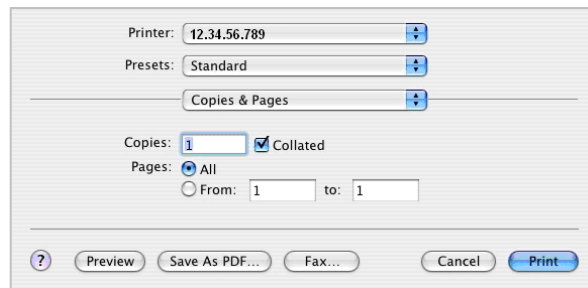 Printer: 12.34.56.789
Presets: Standard
Copies & Pages
Copies: 1 Collated
Pages: All
From: 1 to: 1
? Preview Save As PDF... Fax... Cancel Print